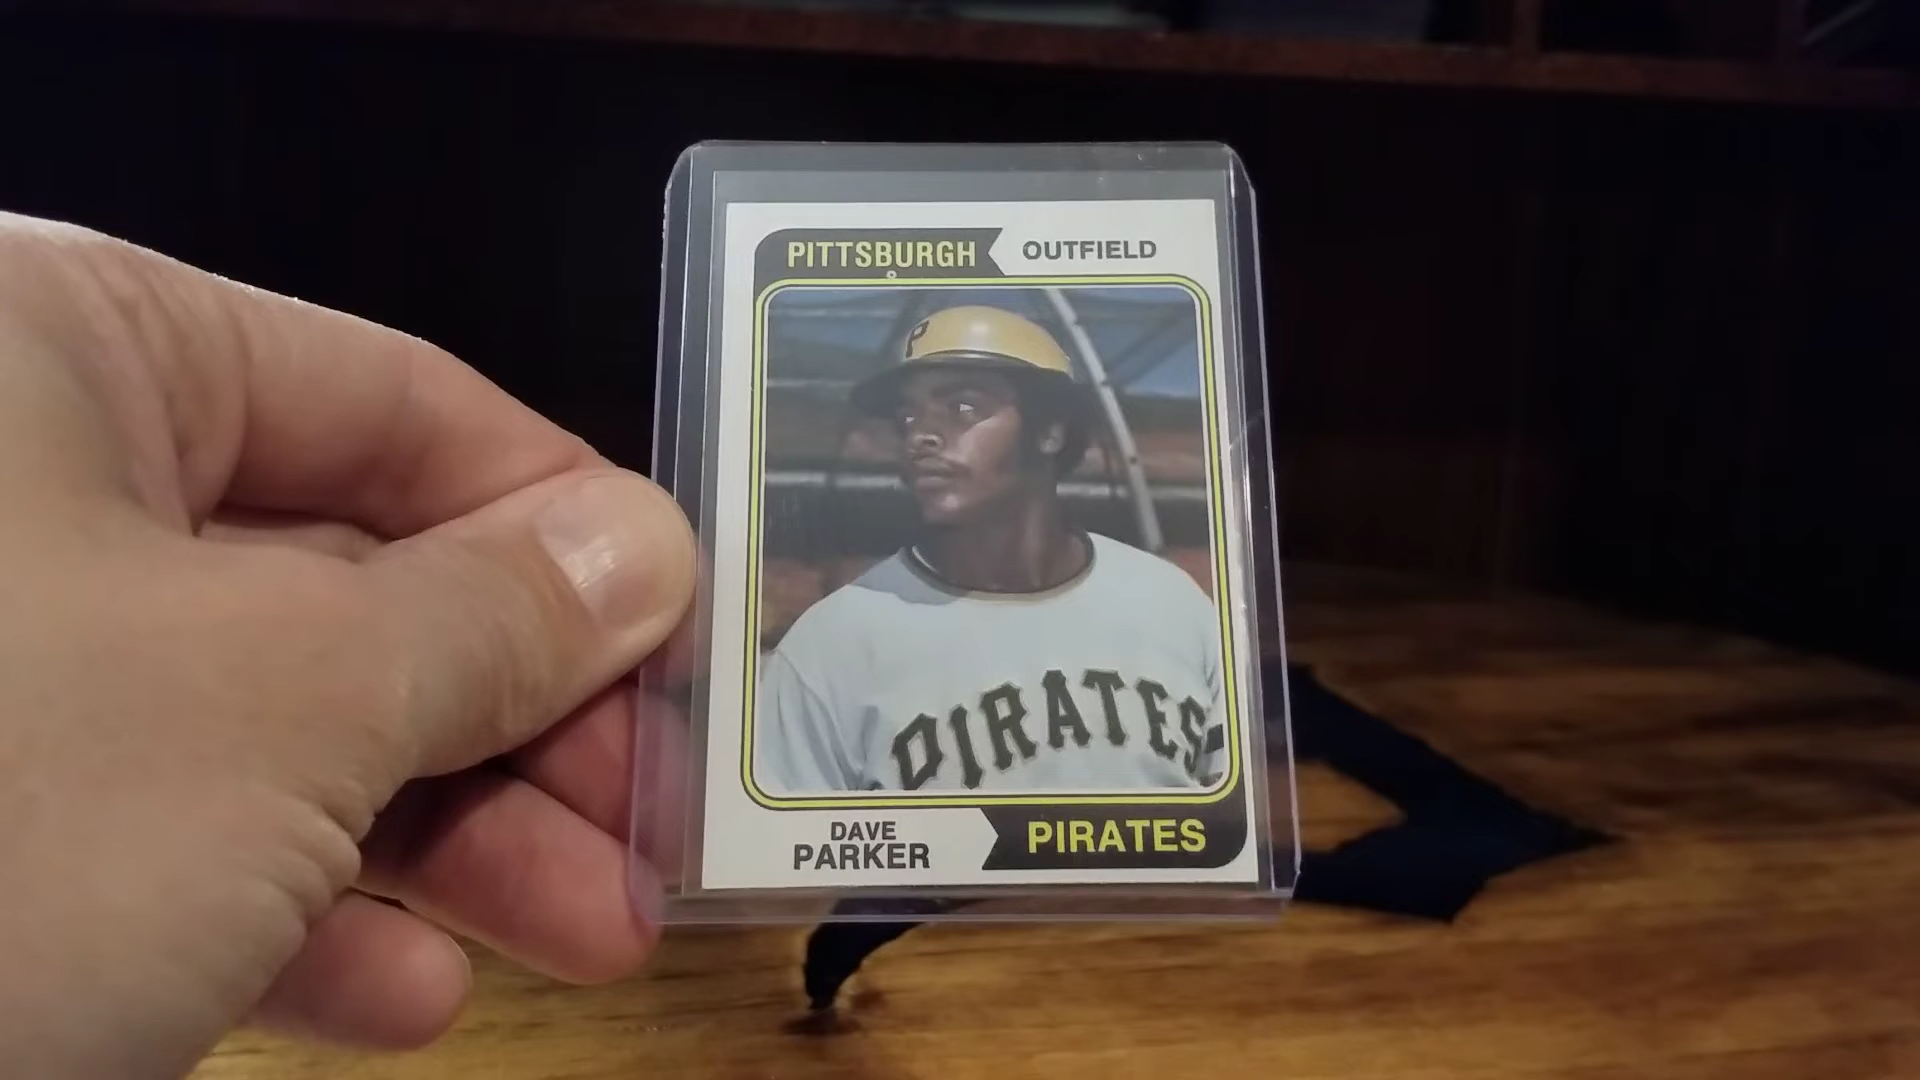 PITTSBURGH OUTFIELD
P
PIRATES
DAVE
PARKER
PIRATES